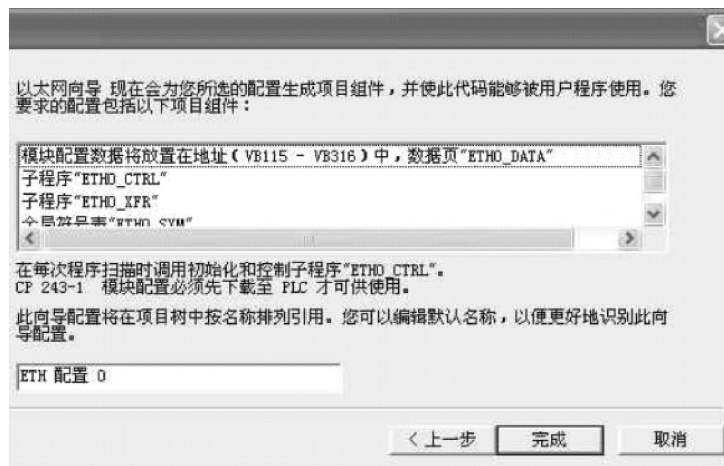 以太网向导 现在会为您所选的配置生成项目组件，并使此代码能够被用户程序使用。您
要求的配置包括以下项目组件：
模块配置数据将放置在地址（VB115 - VB316）中，数据页“ETH0_DATA”
子程序“ETH0_CTRL”
子程序“ETH0_XFR”
全局符号表“ETH0_SYM”
在每次程序扫描时调用初始化和控制子程序“ETH0_CTRL”。
CP 243-1 模块配置必须先下载至 PLC 才可供使用。
此向导配置将在项目树中按名称排列引用。您可以编辑默认名称，以便更好地识别此向
导配置。
ETH 配置 0
< 上一步
完成
取消